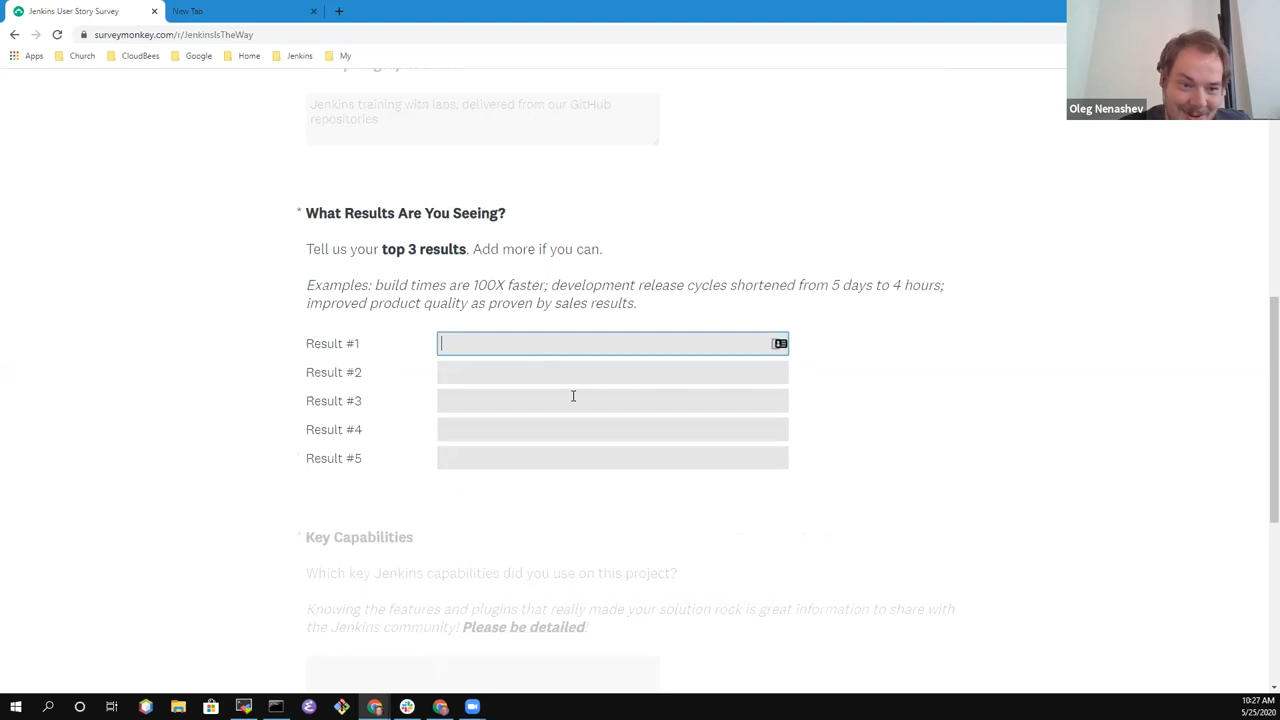 Jenkins User Story Survey
New Tab
surveymonkey.com/r/JenkinsIsTheWay
Apps
Church
CloudBees
Google
Home
Jenkins
My
Oleg Nenashev
Jenkins training with labs, delivered from our GitHub
repositories
* What Results Are You Seeing?
Tell us your top 3 results. Add more if you can.
Examples: build times are 100X faster; development release cycles shortened from 5 days to 4 hours;
improved product quality as proven by sales results.
Result #1
Result #2
Result #3
Result #4
Result #5
* Key Capabilities
Which key Jenkins capabilities did you use on this project?
Knowing the features and plugins that really made your solution rock is great information to share with
the Jenkins community! Please be detailed!
10:27 AM
5/25/2020